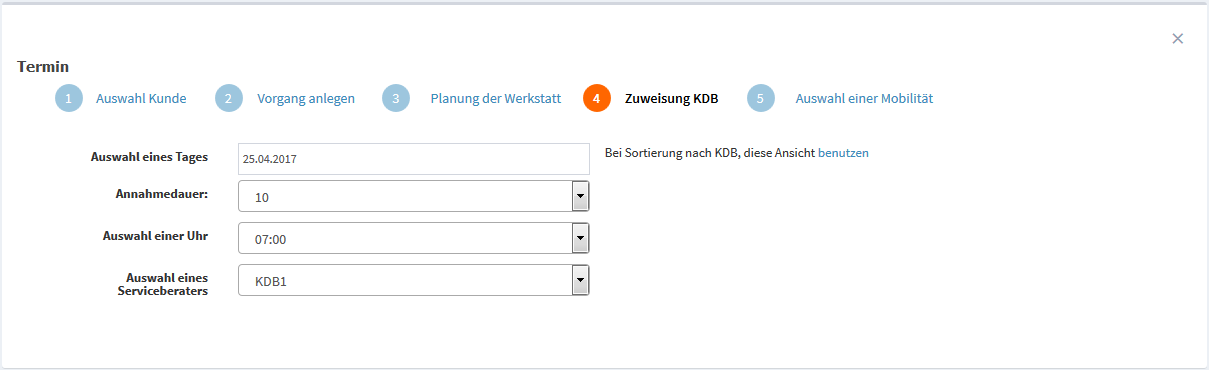 ×
Termin
1 Auswahl Kunde 2 Vorgang anlegen 3 Planung der Werkstatt 4 Zuweisung KDB 5 Auswahl einer Mobilität
Auswahl eines Tages 25.04.2017 Bei Sortierung nach KDB, diese Ansicht benutzen
Annahmedauer: 10
Auswahl einer Uhr 07:00
Auswahl eines
Serviceberaters KDB1